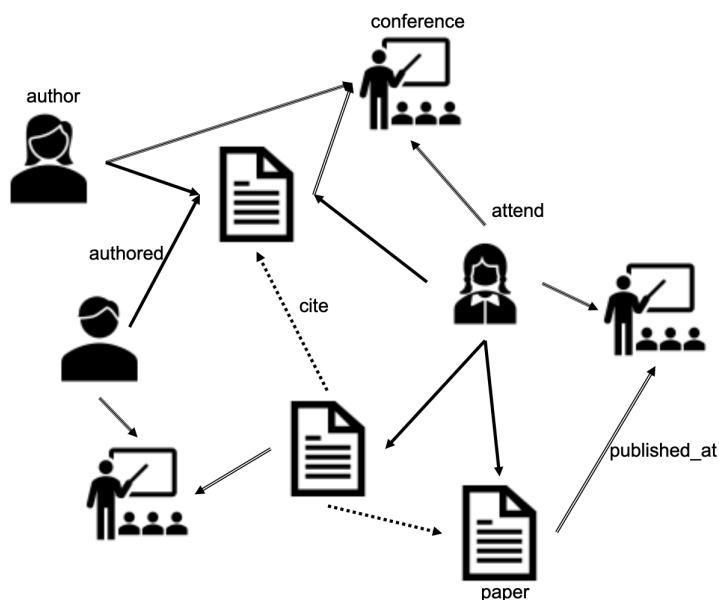 conference
author
attend
authored
cite
published_at
paper